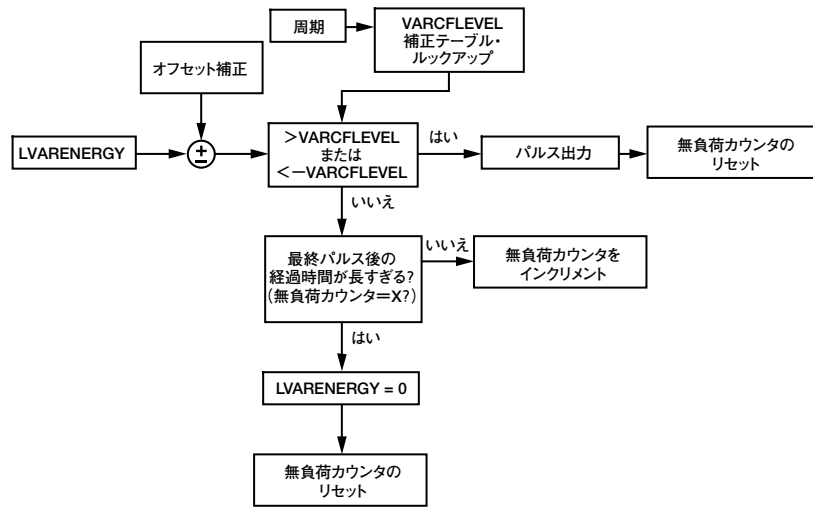 周期
VARCFLEVEL
補正テーブル・
ルックアップ
オフセット補正
LVARENERGY
±
>VARCFLEVEL
または
<−VARCFLEVEL
はい
パルス出力
無負荷カウンタの
リセット
いいえ
最終パルス後の
経過時間が長すぎる?
(無負荷カウンター=X?)
いいえ
無負荷カウンタを
インクリメント
はい
LVARENERGY = 0
無負荷カウンタの
リセット